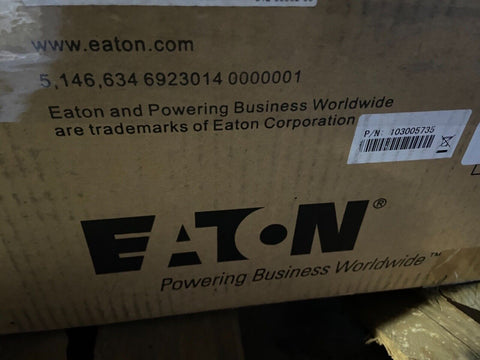 www.eaton.com
5,146,634 6923014 0000001
Eaton and Powering Business Worldwide
are trademarks of Eaton Corporation
P/N: 103005735
EATON®
Powering Business Worldwide™